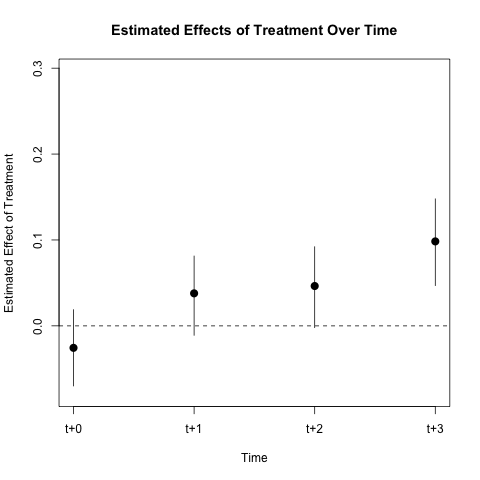 Estimated Effects of Treatment Over Time
Estimated Effect of Treatment
0.3
0.2
0.1
0.0
t+0 t+1 t+2 t+3
Time